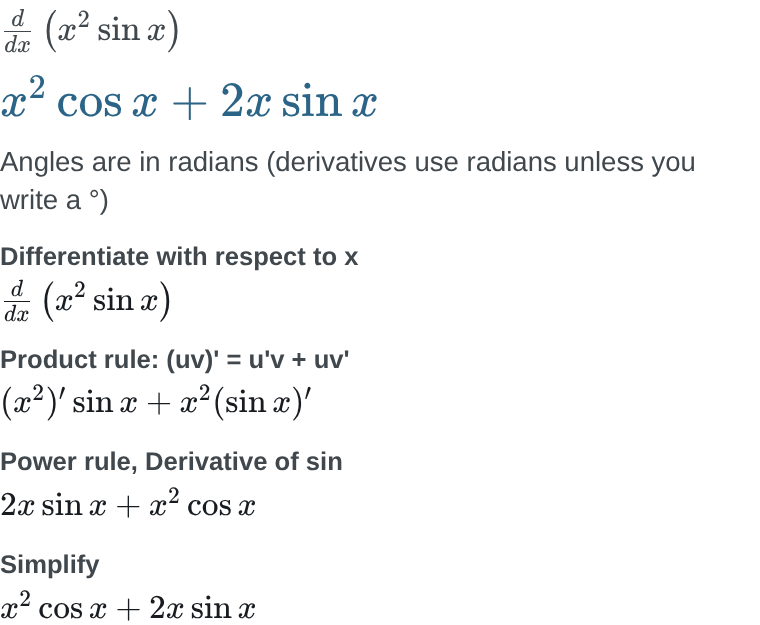 d/dx (x² sin x)
x² cos x + 2x sin x
Angles are in radians (derivatives use radians unless you
write a °)
Differentiate with respect to x
d/dx (x² sin x)
Product rule: (uv)' = u'v + uv'
(x²)′ sin x + x²(sin x)′
Power rule, Derivative of sin
2x sin x + x² cos x
Simplify
x² cos x + 2x sin x